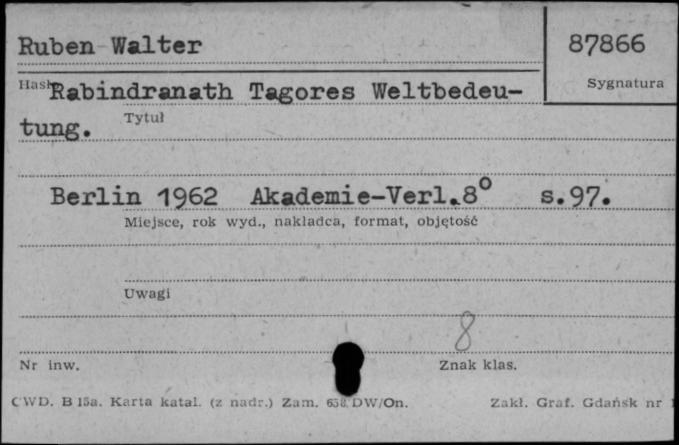 Ruben Walter
87866
Hasło
Sygnatura
Rabindranath Tagores Weltbedeu-
Tytuł
tung.
Berlin 1962 Akademie-Verl.8° s.97.
Miejsce, rok wyd., nakładca, format, objętość
Uwagi
8
Nr inw.
Znak klas.
CWD. B 15a. Karta katal. (z nadr.) Zam. 658/DW/On.
Zakł. Graf. Gdańsk nr 1